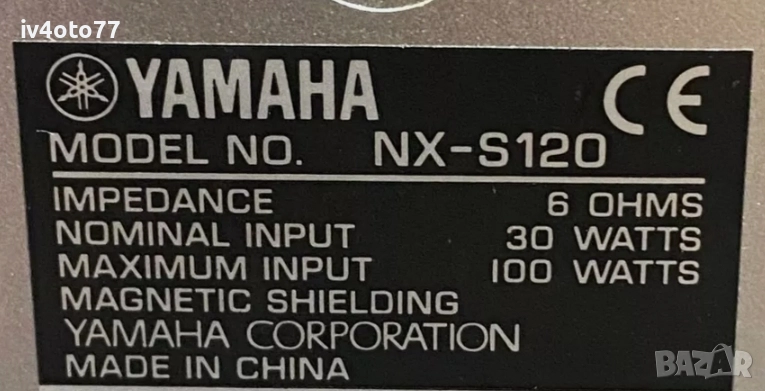 iv4oto77
YAMAHA CE
MODEL NO. NX-S120
IMPEDANCE 6 OHMS
NOMINAL INPUT 30 WATTS
MAXIMUM INPUT 100 WATTS
MAGNETIC SHIELDING
YAMAHA CORPORATION
MADE IN CHINA
BAZAR